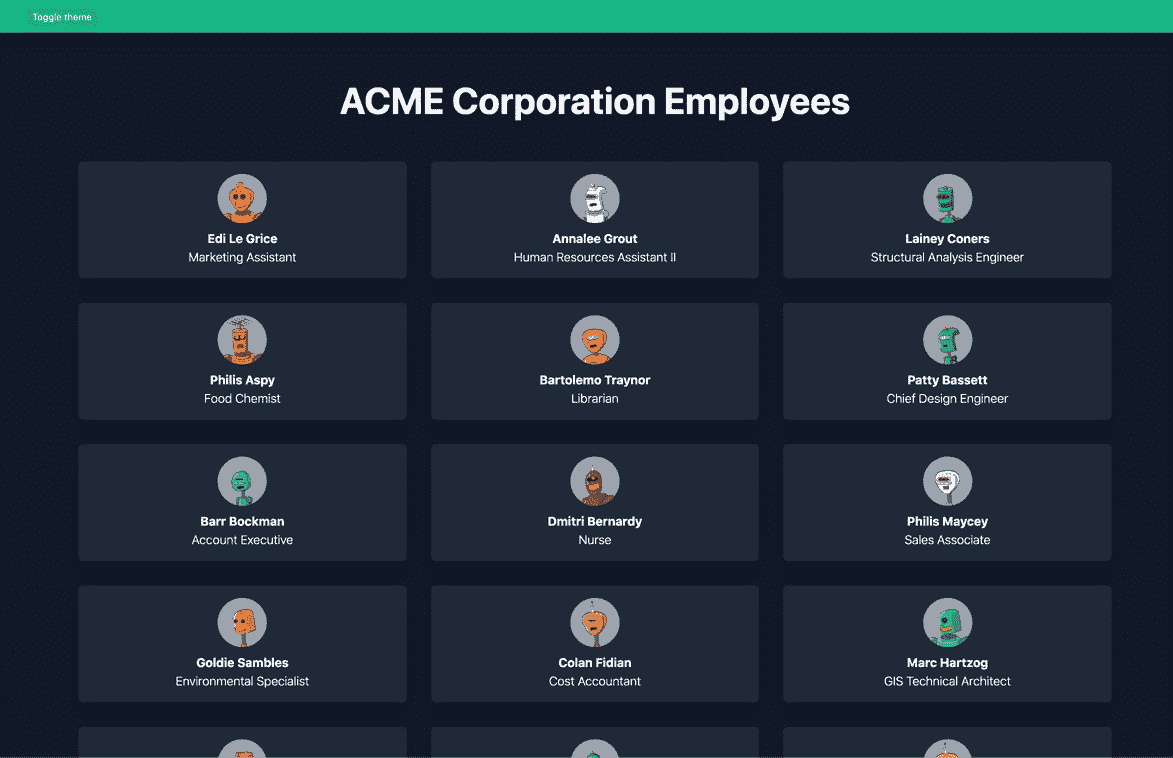 Toggle theme
ACME Corporation Employees
Edi Le Grice
Marketing Assistant
Annalee Grout
Human Resources Assistant II
Lainey Coners
Structural Analysis Engineer
Philis Aspy
Food Chemist
Bartolemo Traynor
Librarian
Patty Bassett
Chief Design Engineer
Barr Bockman
Account Executive
Dmitri Bernardy
Nurse
Philis Maycey
Sales Associate
Goldie Sambles
Environmental Specialist
Colan Fidian
Cost Accountant
Marc Hartzog
GIS Technical Architect